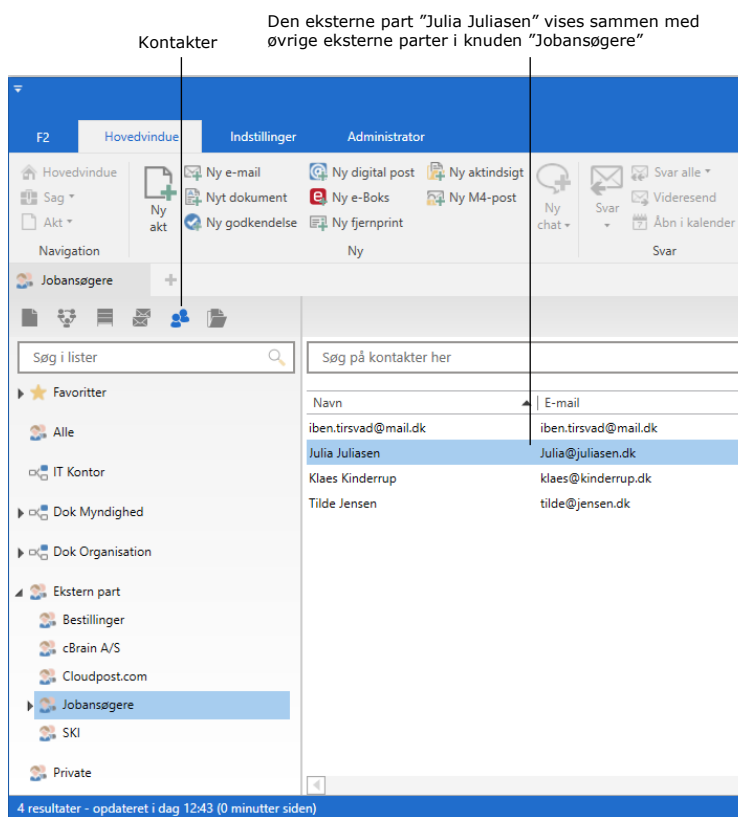 Den eksterne part ”Julia Juliasen” vises sammen med
Kontakter øvrige eksterne parter i knuden ”Jobansøgere”
F2 Hovedvindue Indstillinger Administrator
Hovedvindue Ny e-mail Ny digital post Ny aktindsigt Svar alle
Sag Nyt dokument Ny e-Boks Ny M4-post Videresend
Ny Ny Svar
Akt akt Ny godkendelse Ny fjernprint chat Åbn i kalender
Navigation Ny Svar
Jobansøgere
Søg i lister Søg på kontakter her
Favoritter
Navn E-mail
iben.tirsvad@mail.dk iben.tirsvad@mail.dk
Alle
Julia Juliasen Julia@juliasen.dk
IT Kontor
Klaes Kinderrup klaes@kinderrup.dk
Tilde Jensen tilde@jensen.dk
Dok Myndighed
Dok Organisation
Ekstern part
Bestillinger
cBrain A/S
Cloudpost.com
Jobansøgere
SKI
Private
4 resultater - opdateret i dag 12:43 (0 minutter siden)